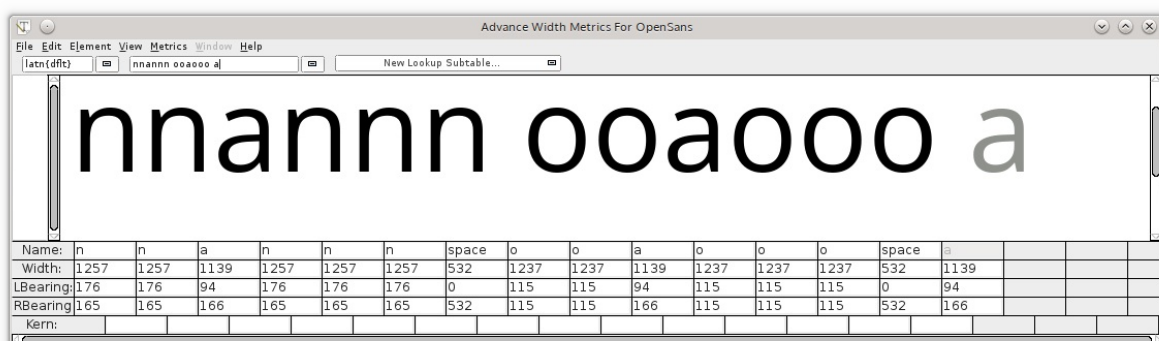 Advance Width Metrics For OpenSans
File Edit Element View Metrics Window Help
latn{dflt} nnannn ooaooo a New Lookup Subtable...
nnannn ooaooo a
Name: n n a n n n space o o a o o o space a
Width: 1257 1257 1139 1257 1257 1257 532 1237 1237 1139 1237 1237 1237 532 1139
LBearing: 176 176 94 176 176 176 0 115 115 94 115 115 115 0 94
RBearing 165 165 166 165 165 165 532 115 115 166 115 115 115 532 166
Kern: